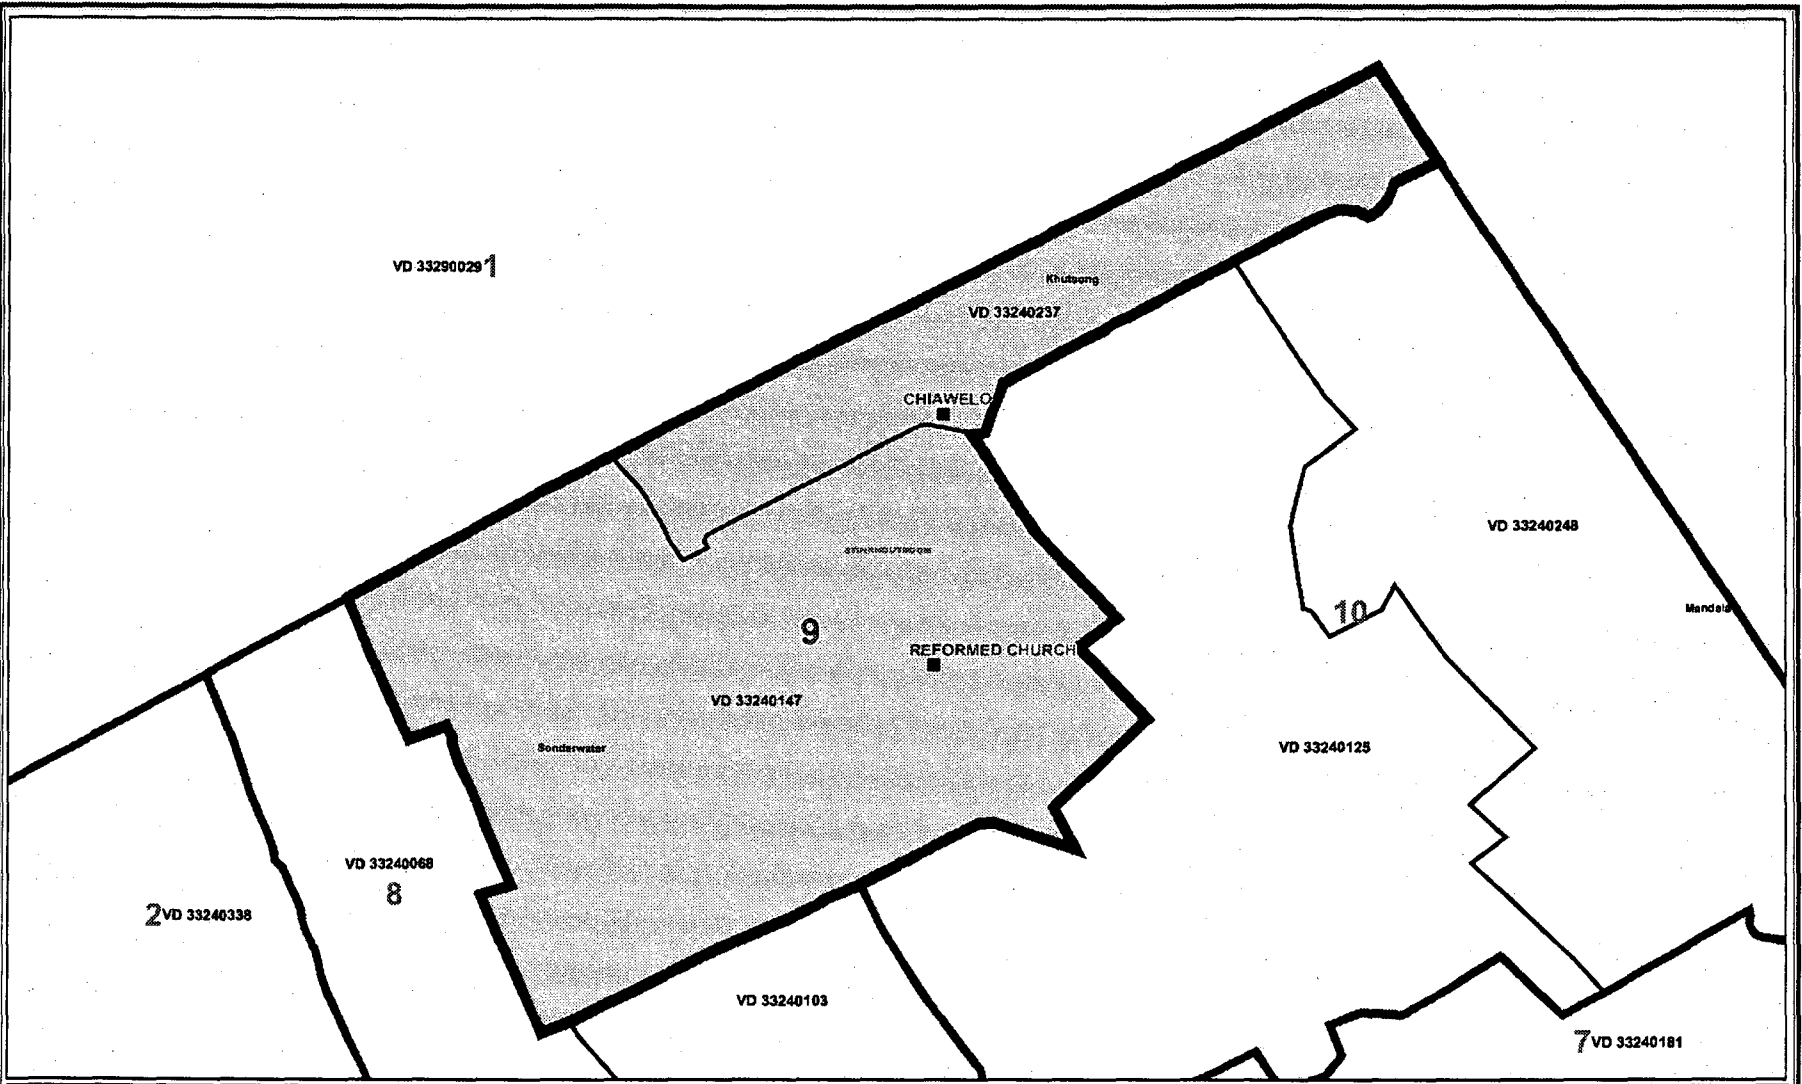 VD 33290029 1
Khutsong
VD 33240237
CHIAWELO
VD 33240248
9
10
Mandela
REFORMED CHURCH
VD 33240147
Sonderwater
VD 33240125
VD 33240068
8
2 VD 33240338
VD 33240103
7 VD 33240181